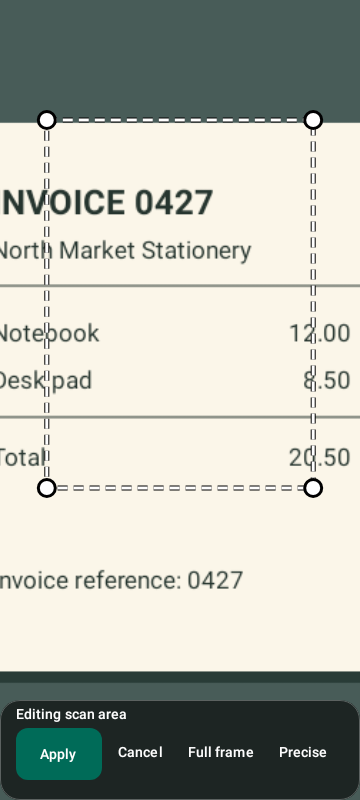 INVOICE 0427
North Market Stationery
Notebook 12.00
Desk pad 8.50
Total 20.50
nvoice reference: 0427
Editing scan area
Apply Cancel Full frame Precise